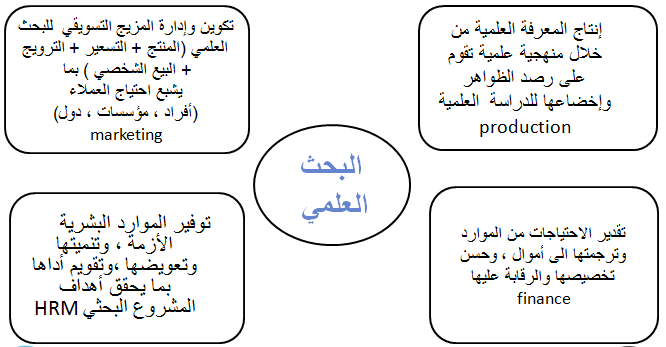 إنتاج المعرفة العلمية من
خلال منهجية علمية تقوم
على رصد الظواهر
وإخضاعها للدراسة العلمية
production
تكوين وإدارة المزيج التسويقي للبحث
العلمي (المنتج + التسعير + الترويج
+ البيع الشخصي ) بما
يشبع احتياج العملاء
(أفراد ، مؤسسات ، دول)
marketing
البحث
العلمي
تقدير الاحتياجات من الموارد
وترجمتها الى أموال ، وحسن
تخصيصها والرقابة عليها
finance
توفير الموارد البشرية
الأزمة ، وتنميتها
وتعويضها ،وتقويم أداها
بما يحقق أهداف
المشروع البحثي HRM